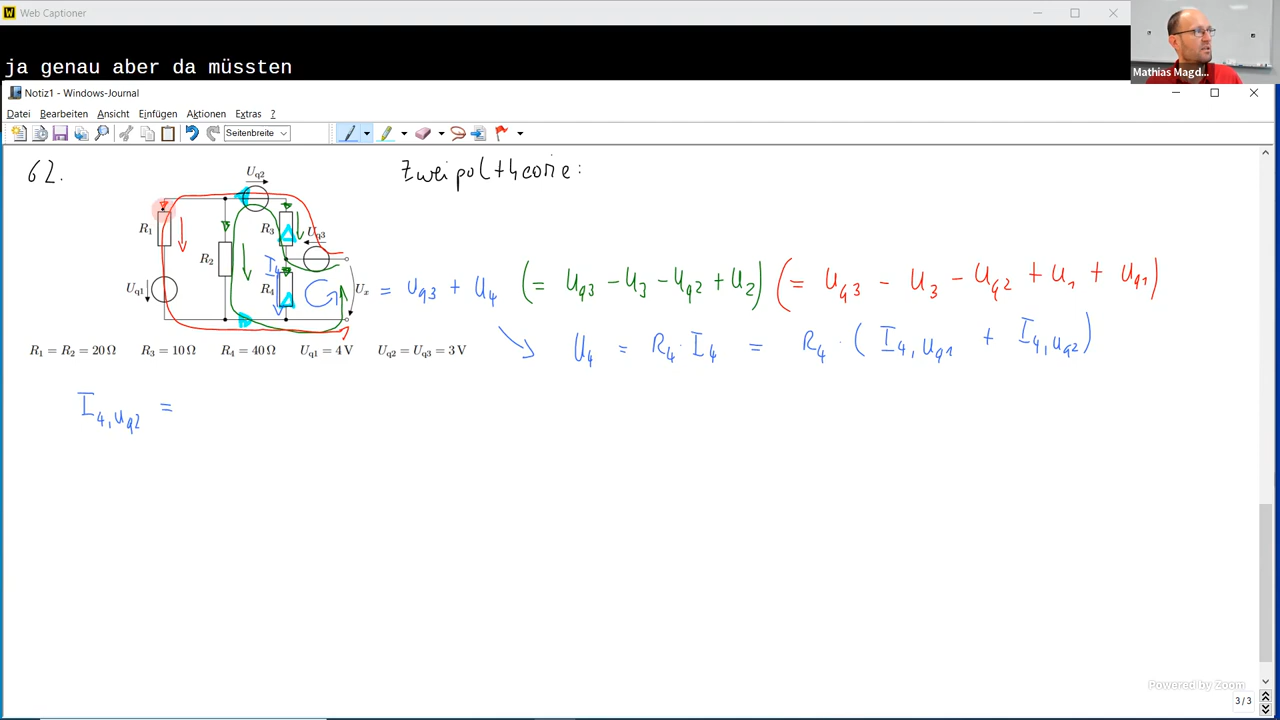 Web Captioner
ja genau aber da müssten
Mathias Magd...
Notiz1 - Windows-Journal
Datei Bearbeiten Ansicht Einfügen Aktionen Extras ?
Seitenbreite
62. Zweipoltheorie:
Uq2
R1 R3 Uq3
R2 I4
Uq1 R4 Ux = Uq3 + U4 (= Uq3 - U3 - Uq2 + U2) (= Uq3 - U3 - Uq2 + U1 + Uq1)
U4 = R4 · I4 = R4 · ( I4,Uq1 + I4,Uq2)
R1 = R2 = 20 Ω R3 = 10 Ω R4 = 40 Ω Uq1 = 4 V Uq2 = Uq3 = 3 V
I4,Uq2 =
Powered by Zoom
3 / 3